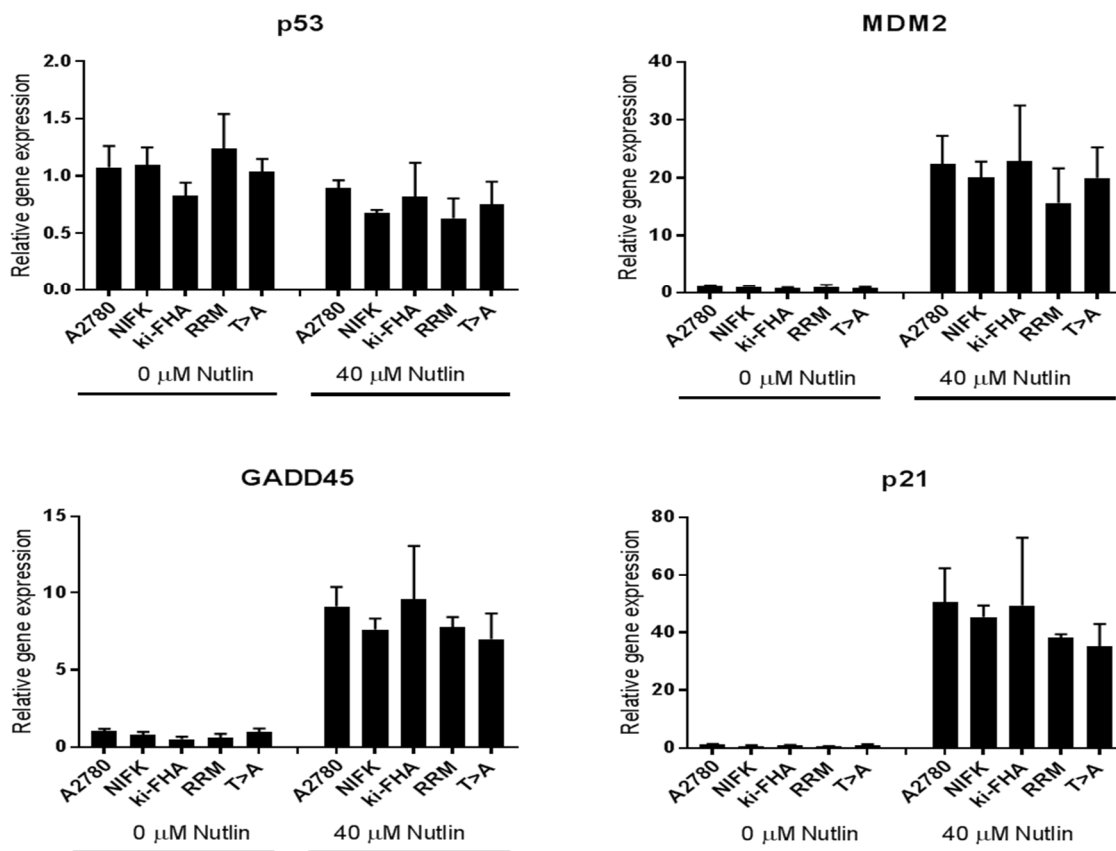 p53
Relative gene expression
2.0
1.5
1.0
0.5
0.0
A2780 NIFK ki-FHA RRM T>A A2780 NIFK ki-FHA RRM T>A
0 μM Nutlin 40 μM Nutlin
MDM2
Relative gene expression
40
30
20
10
0
A2780 NIFK ki-FHA RRM T>A A2780 NIFK ki-FHA RRM T>A
0 μM Nutlin 40 μM Nutlin
GADD45
Relative gene expression
15
10
5
0
A2780 NIFK ki-FHA RRM T>A A2780 NIFK ki-FHA RRM T>A
0 μM Nutlin 40 μM Nutlin
p21
Relative gene expression
80
60
40
20
0
A2780 NIFK ki-FHA RRM T>A A2780 NIFK ki-FHA RRM T>A
0 μM Nutlin 40 μM Nutlin